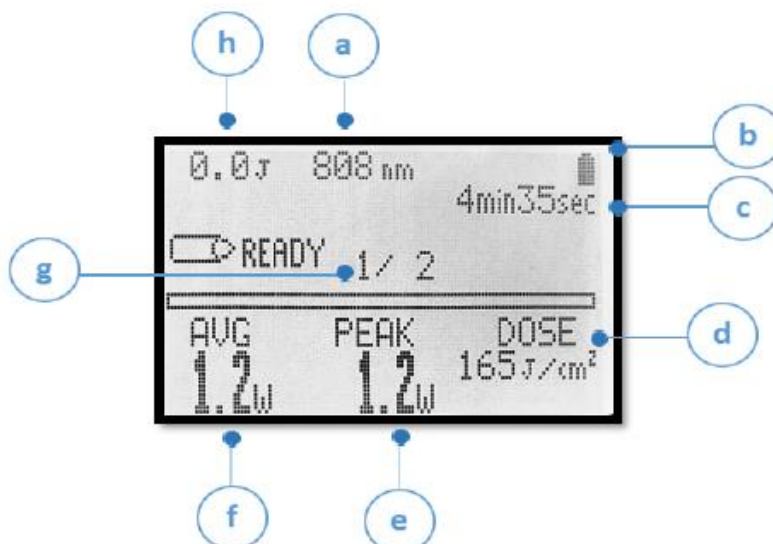 h
a
b
0.0J 808nm
4min35sec
c
READY
g
1/ 2
AVG PEAK DOSE
d
1.2W 1.2W 165J/cm²
f
e